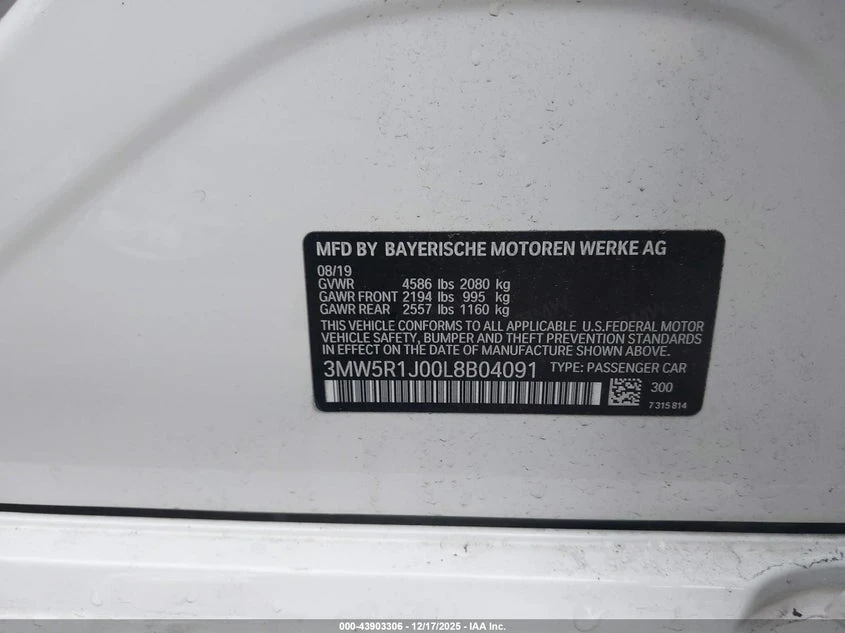 MFD BY BAYERISCHE MOTOREN WERKE AG
08/19
GVWR 4586 lbs 2080 kg
GAWR FRONT 2194 lbs 995 kg
GAWR REAR 2557 lbs 1160 kg
THIS VEHICLE CONFORMS TO ALL APPLICABLE U.S.FEDERAL MOTOR
VEHICLE SAFETY, BUMPER AND THEFT PREVENTION STANDARDS
IN EFFECT ON THE DATE OF MANUFACTURE SHOWN ABOVE.
3MW5R1J00L8B04091 TYPE: PASSENGER CAR
300
7 315 814
000-43903306 - 12/17/2025 - IAA Inc.